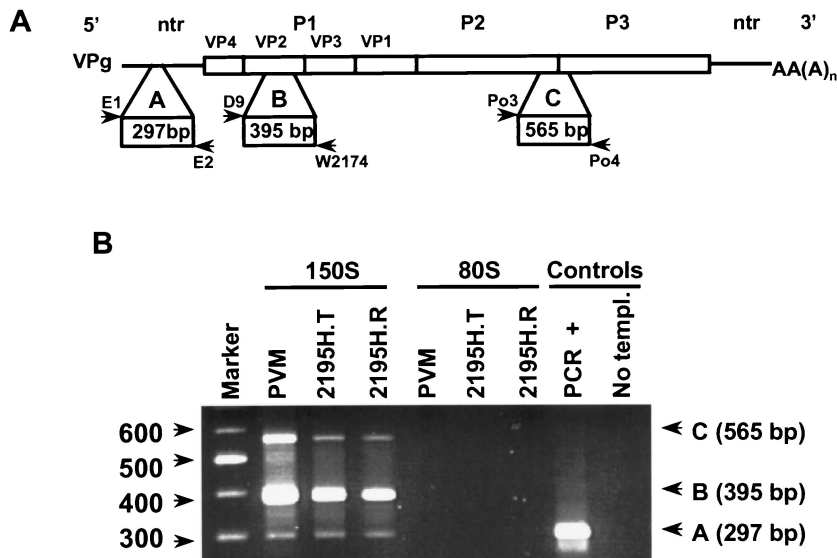 A
5' ntr P1 P2 P3 ntr 3'
VP4 VP2 VP3 VP1
VPg AA(A)n
E1 A D9 B Po3 C
297bp 395 bp 565 bp
E2 W2174 Po4
B
150S 80S Controls
Marker PVM 2195H.T 2195H.R PVM 2195H.T 2195H.R PCR + No templ.
600 C (565 bp)
500
400 B (395 bp)
300 A (297 bp)